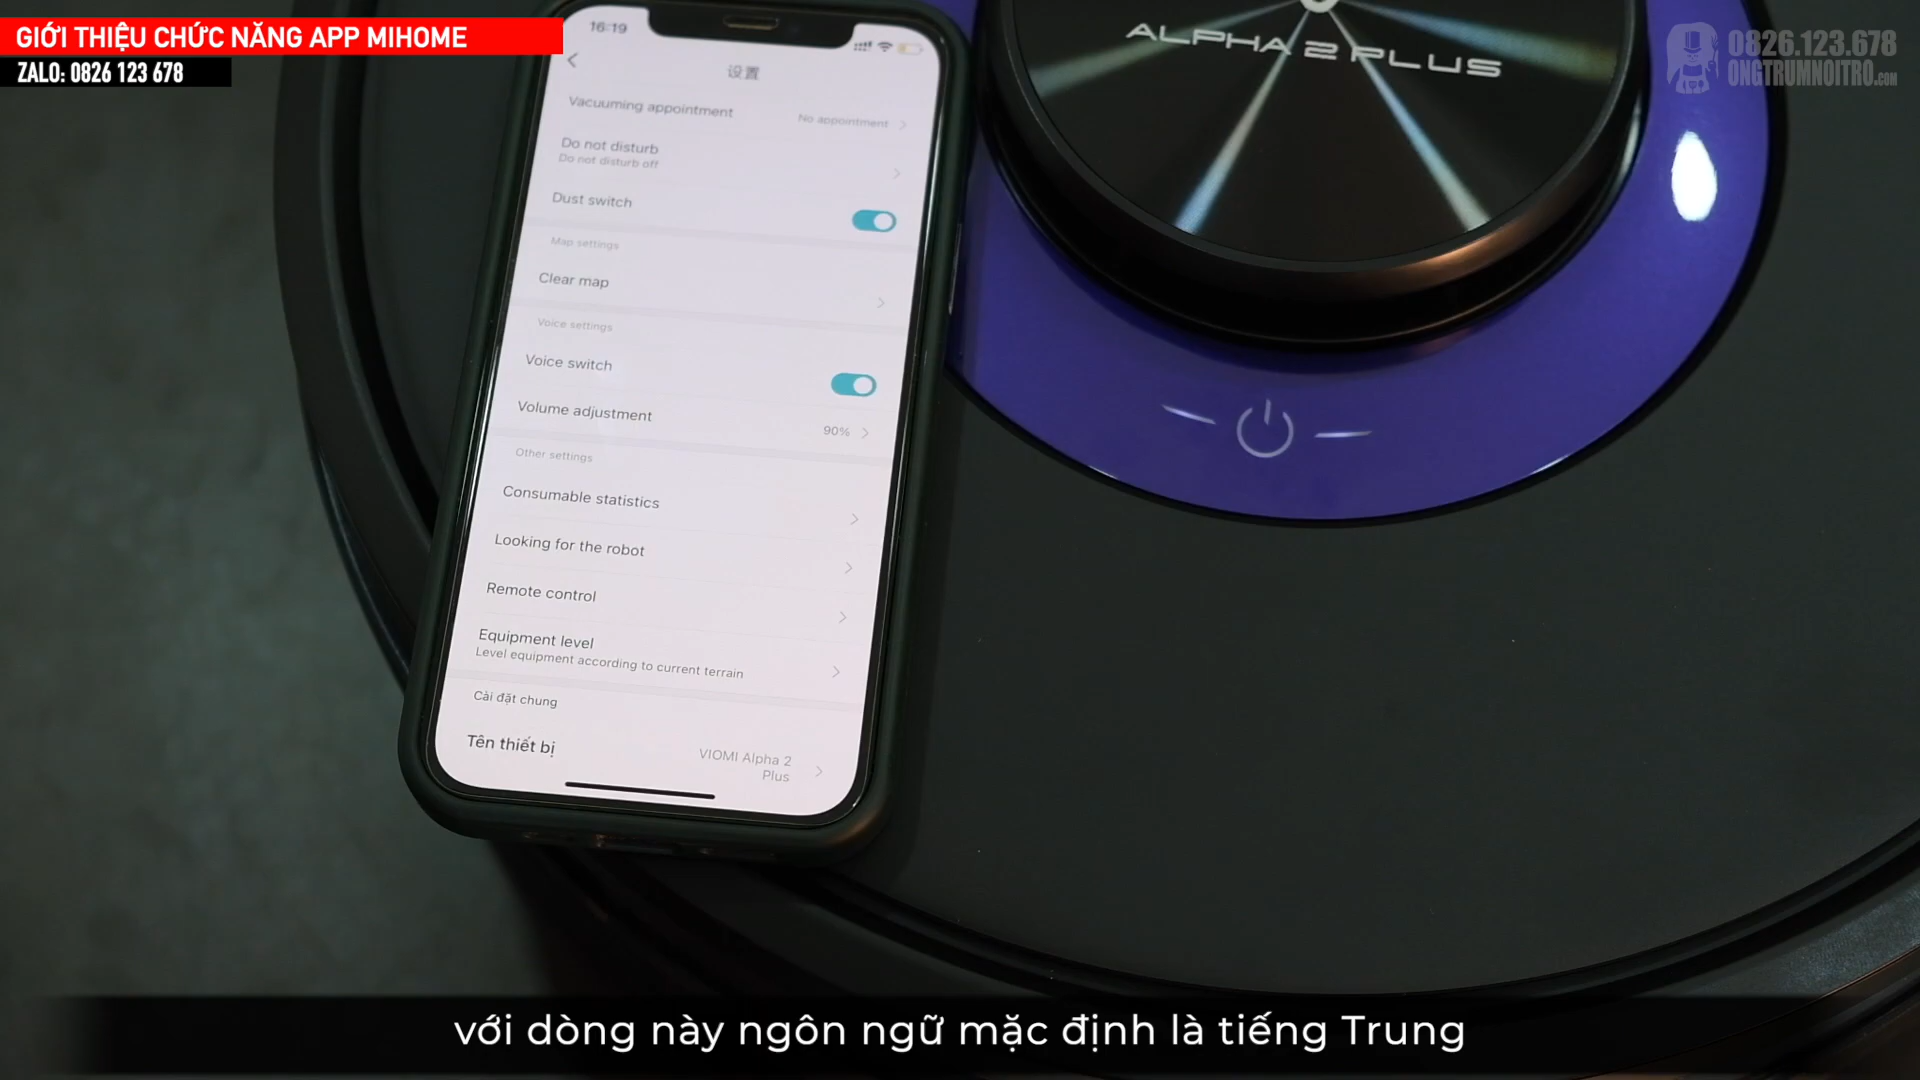 GIỚI THIỆU CHỨC NĂNG APP MIHOME
ZALO: 0826 123 678
0826.123.678
ONGTRUMNOITRO.COM
ALPHA 2 PLUS
16:19
设置
Vacuuming appointment
No appointment
Do not disturb
Do not disturb off
Dust switch
Map settings
Clear map
Voice settings
Voice switch
Volume adjustment
90%
Other settings
Consumable statistics
Looking for the robot
Remote control
Equipment level
Level equipment according to current terrain
Cài đặt chung
Tên thiết bị
VIOMI Alpha 2
Plus
với dòng này ngôn ngữ mặc định là tiếng Trung